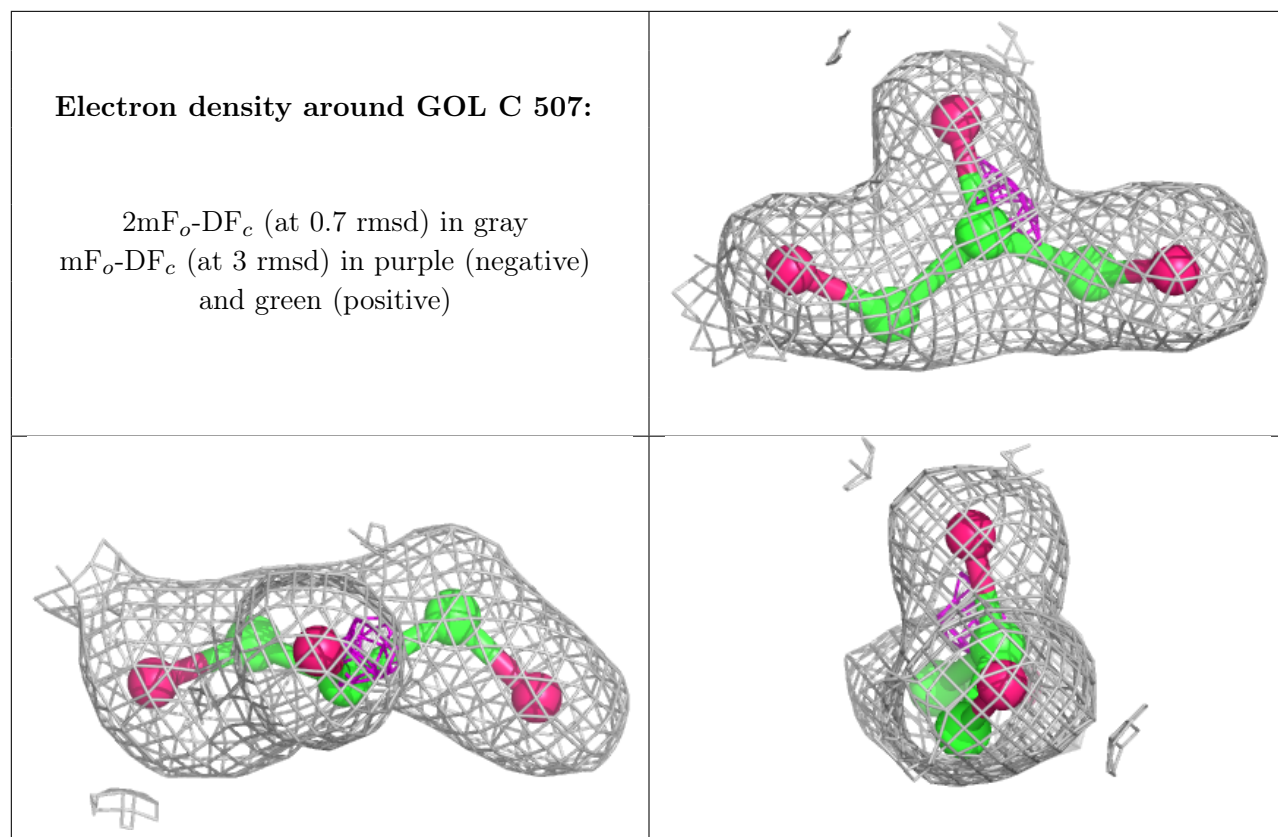 Electron density around GOL C 507:
2mFo-DFc (at 0.7 rmsd) in gray
mFo-DFc (at 3 rmsd) in purple (negative)
and green (positive)